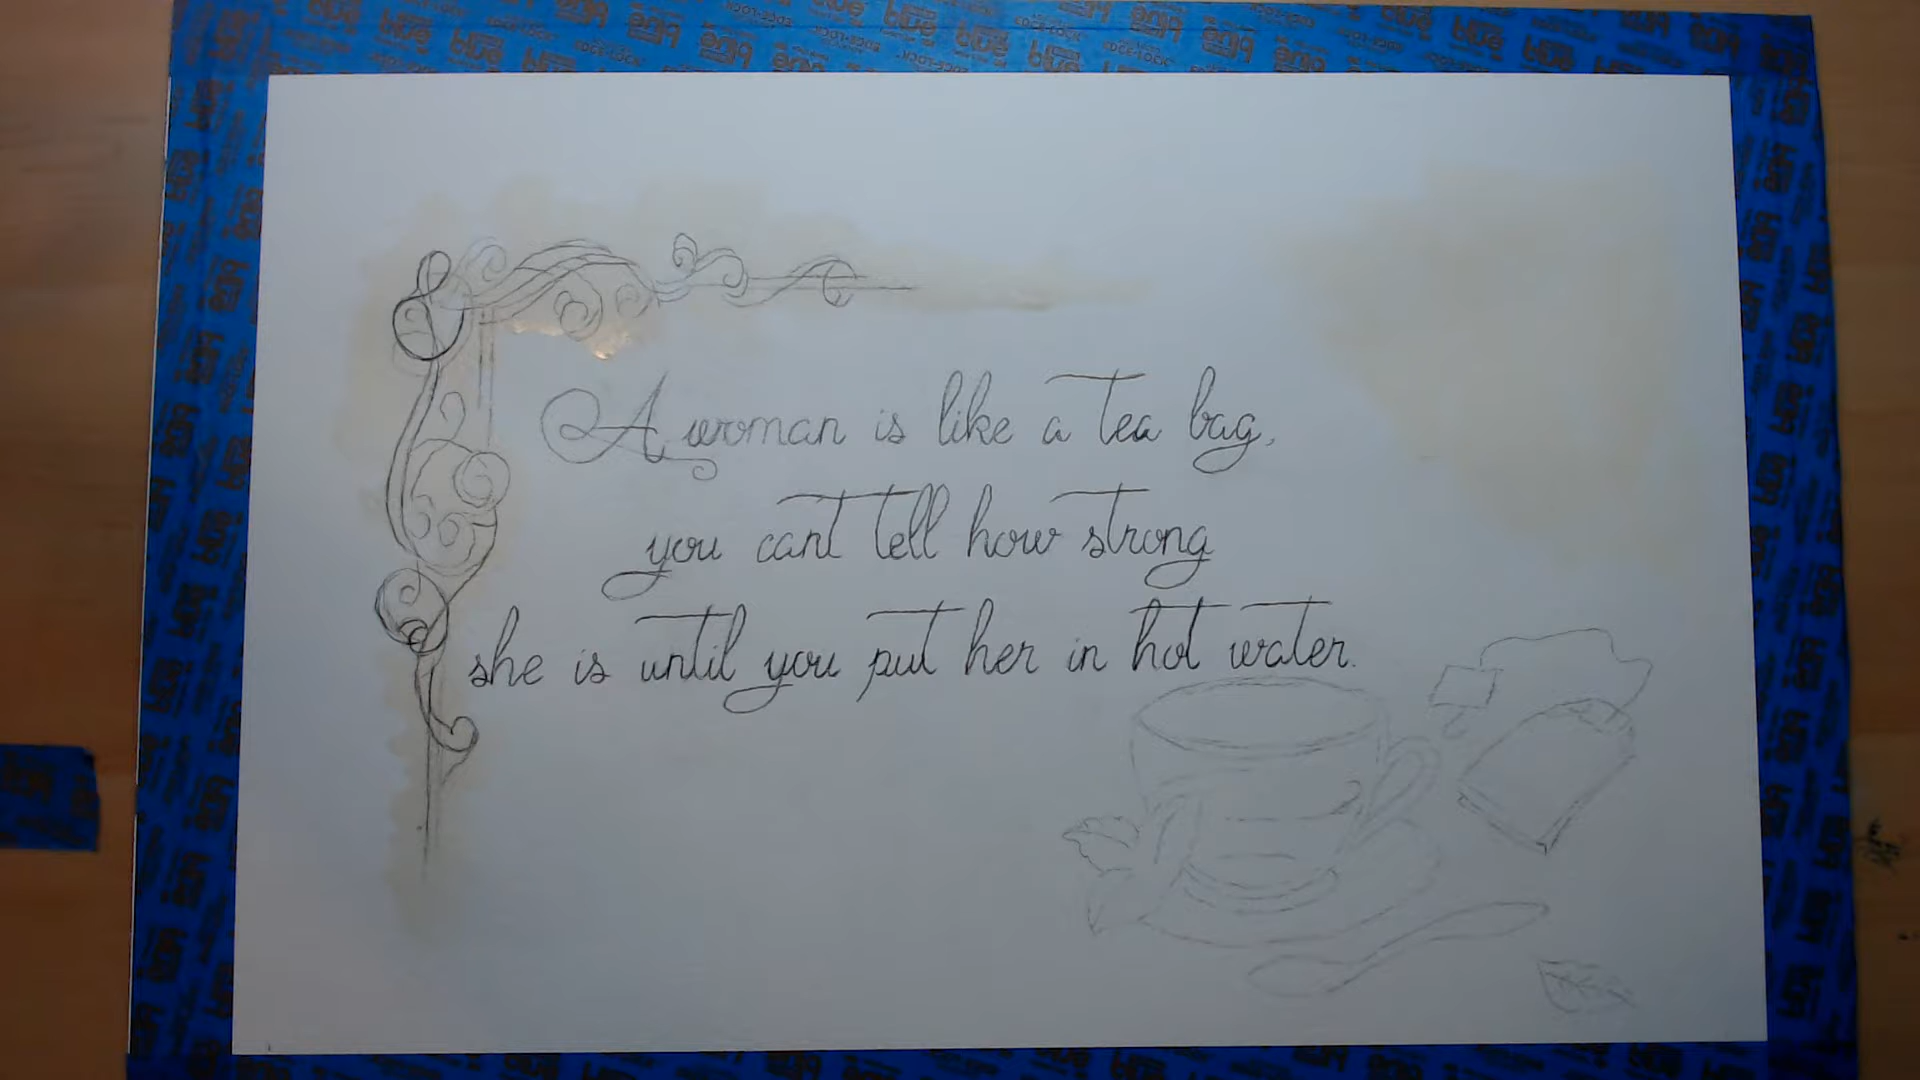 A woman is like a tea bag,
you cant tell how strong
she is until you put her in hot water.